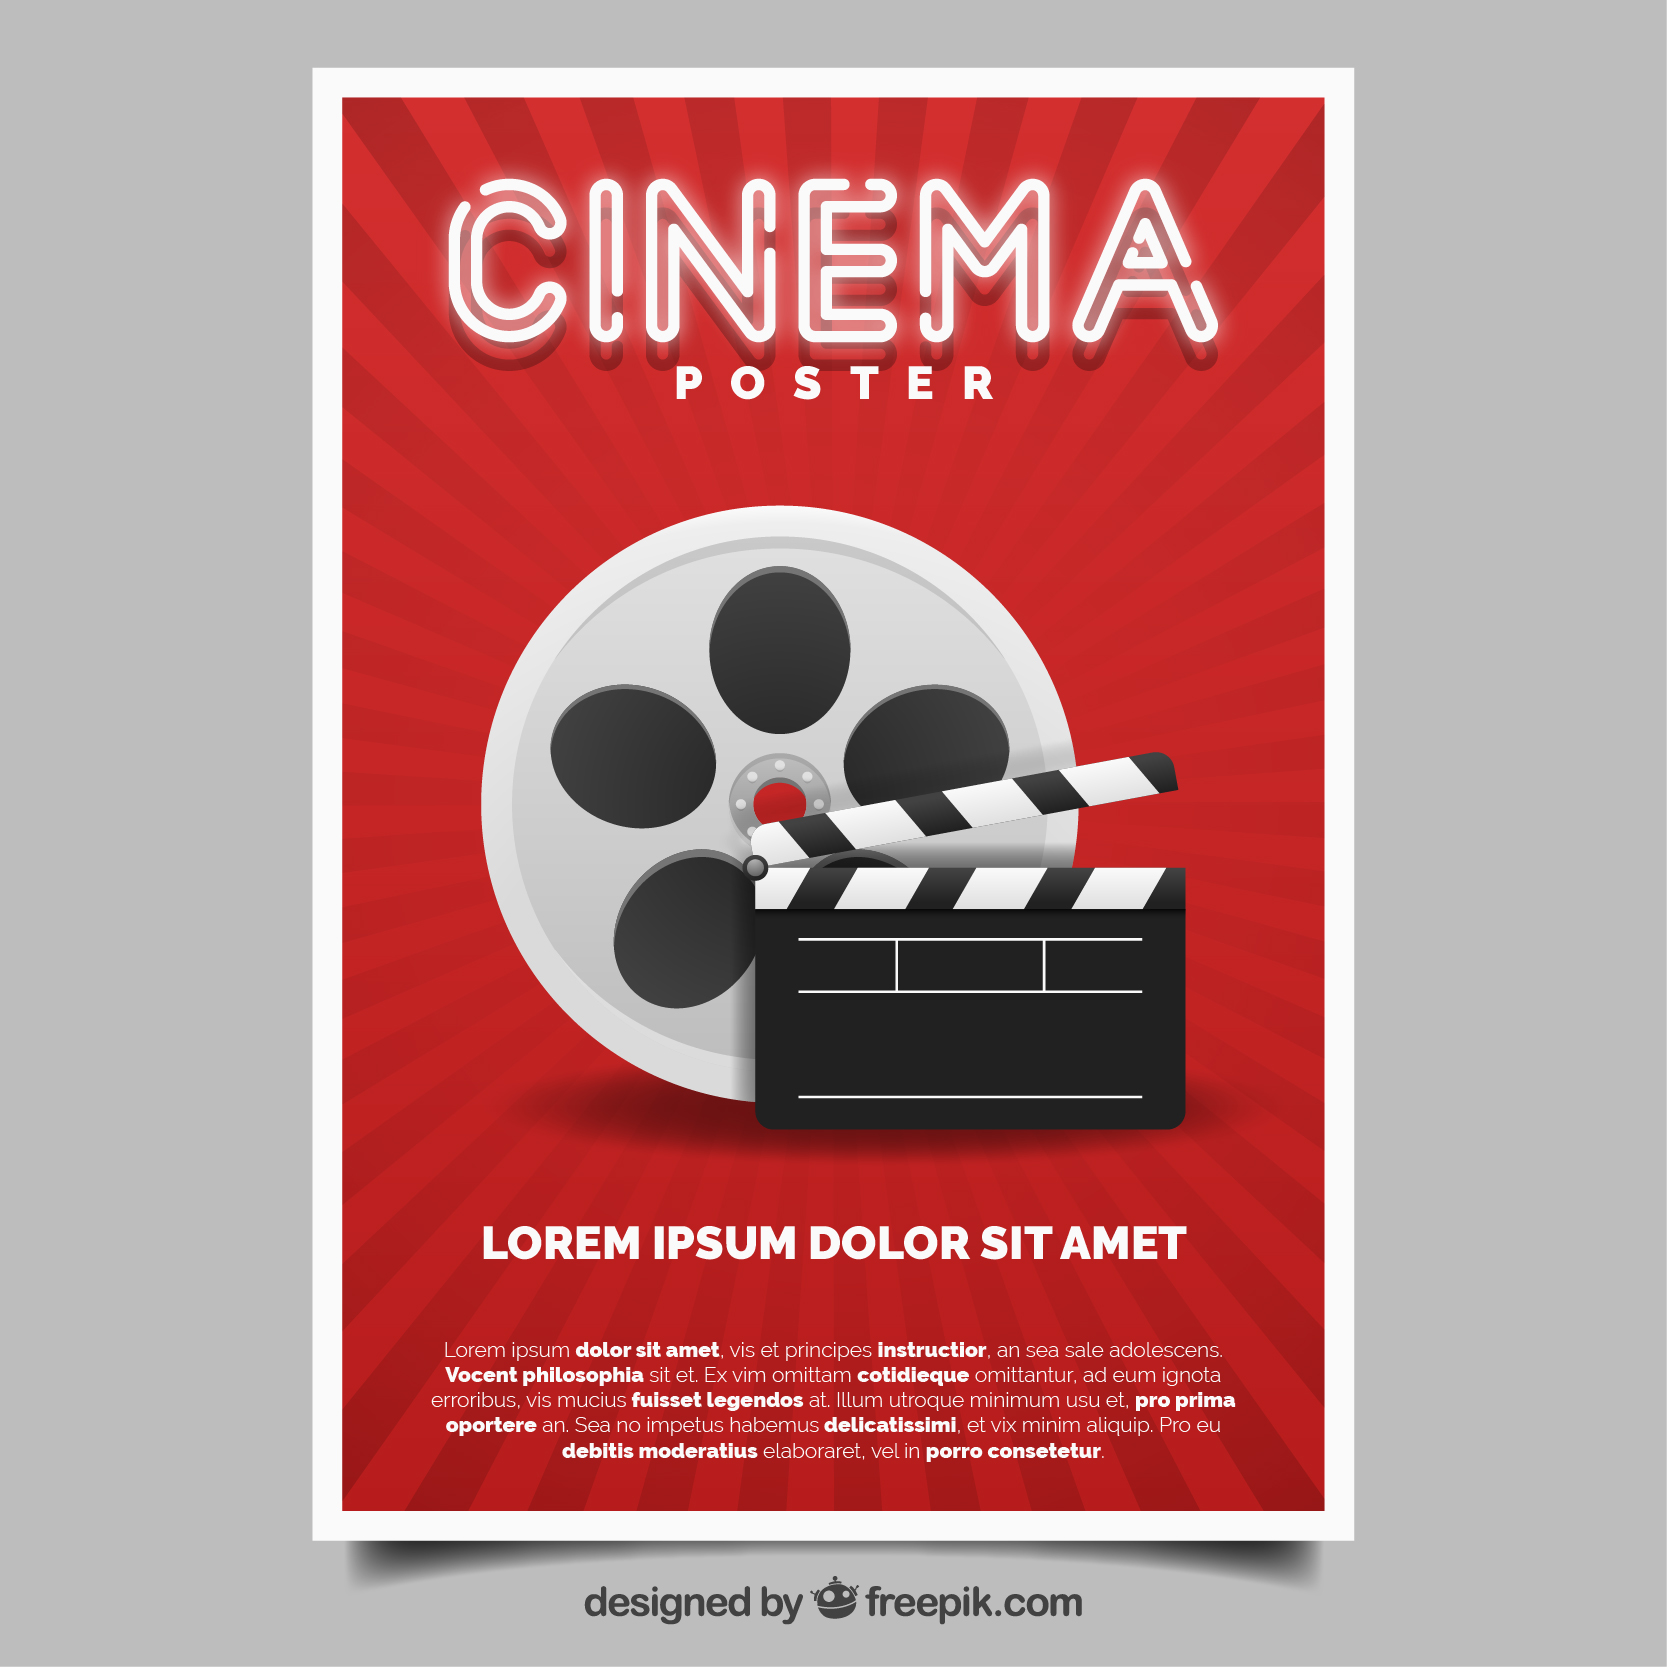 CINEMA
POSTER
LOREM IPSUM DOLOR SIT AMET
Lorem ipsum dolor sit amet, vis et principes instructior, an sea sale adolescens.
Vocent philosophia sit et. Ex vim omittam cotidieque omittantur, ad eum ignota
erroribus, vis mucius fuisset legendos at. Illum utroque minimum usu et, pro prima
oportere an. Sea no impetus habemus delicatissimi, et vix minim aliquip. Pro eu
debitis moderatius elaboraret, vel in porro consetetur.
designed by freepik.com